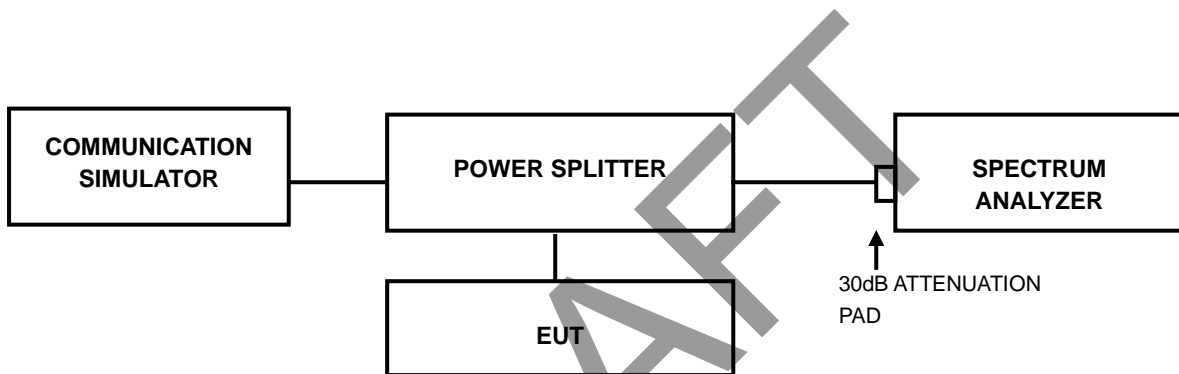 COMMUNICATION
SIMULATOR
POWER SPLITTER
SPECTRUM
ANALYZER
30dB ATTENUATION
PAD
EUT
AFT